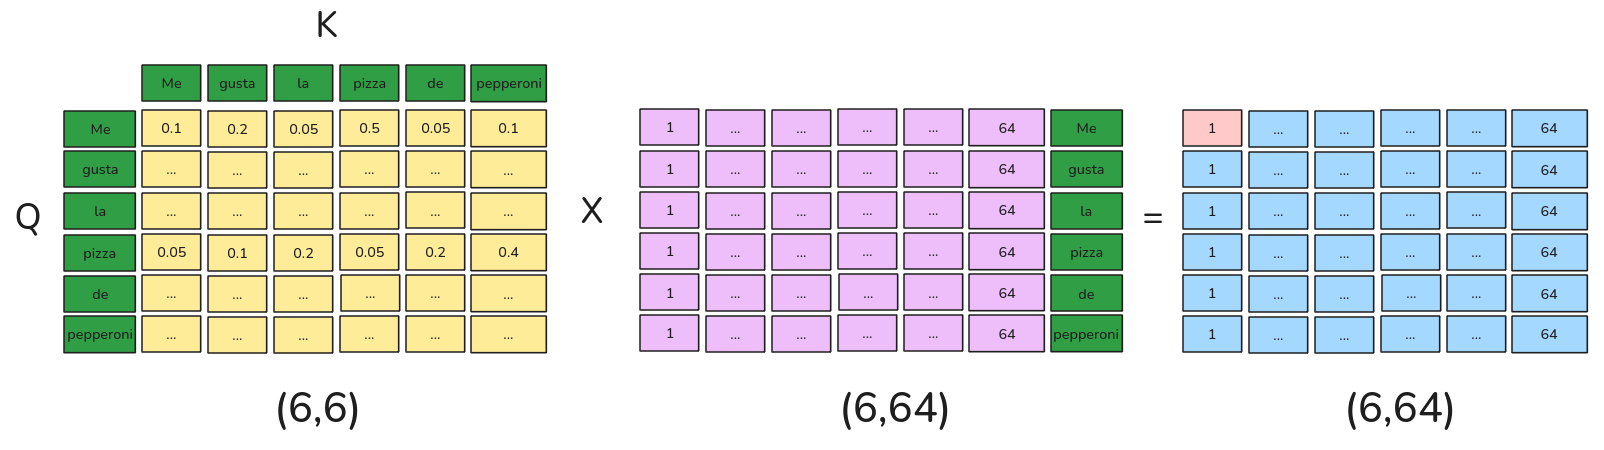 K
Me gusta la pizza de pepperoni
Me 0.1 0.2 0.05 0.5 0.05 0.1 1 ... ... ... ... 64 Me 1 ... ... ... ... 64
gusta ... ... ... ... ... ... 1 ... ... ... ... 64 gusta 1 ... ... ... ... 64
Q la ... ... ... ... ... ... X 1 ... ... ... ... 64 la = 1 ... ... ... ... 64
pizza 0.05 0.1 0.2 0.05 0.2 0.4 1 ... ... ... ... 64 pizza 1 ... ... ... ... 64
de ... ... ... ... ... ... 1 ... ... ... ... 64 de 1 ... ... ... ... 64
pepperoni ... ... ... ... ... ... 1 ... ... ... ... 64 pepperoni 1 ... ... ... ... 64
(6,6) (6,64) (6,64)